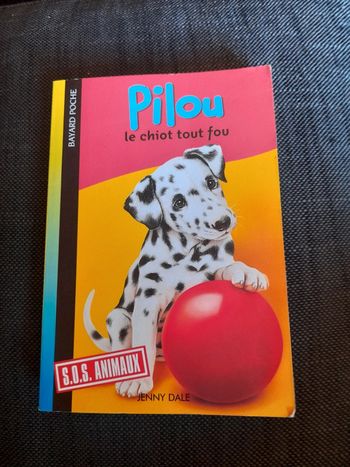 BAYARD POCHE
Pilou
le chiot tout fou
S.O.S. ANIMAUX
JENNY DALE